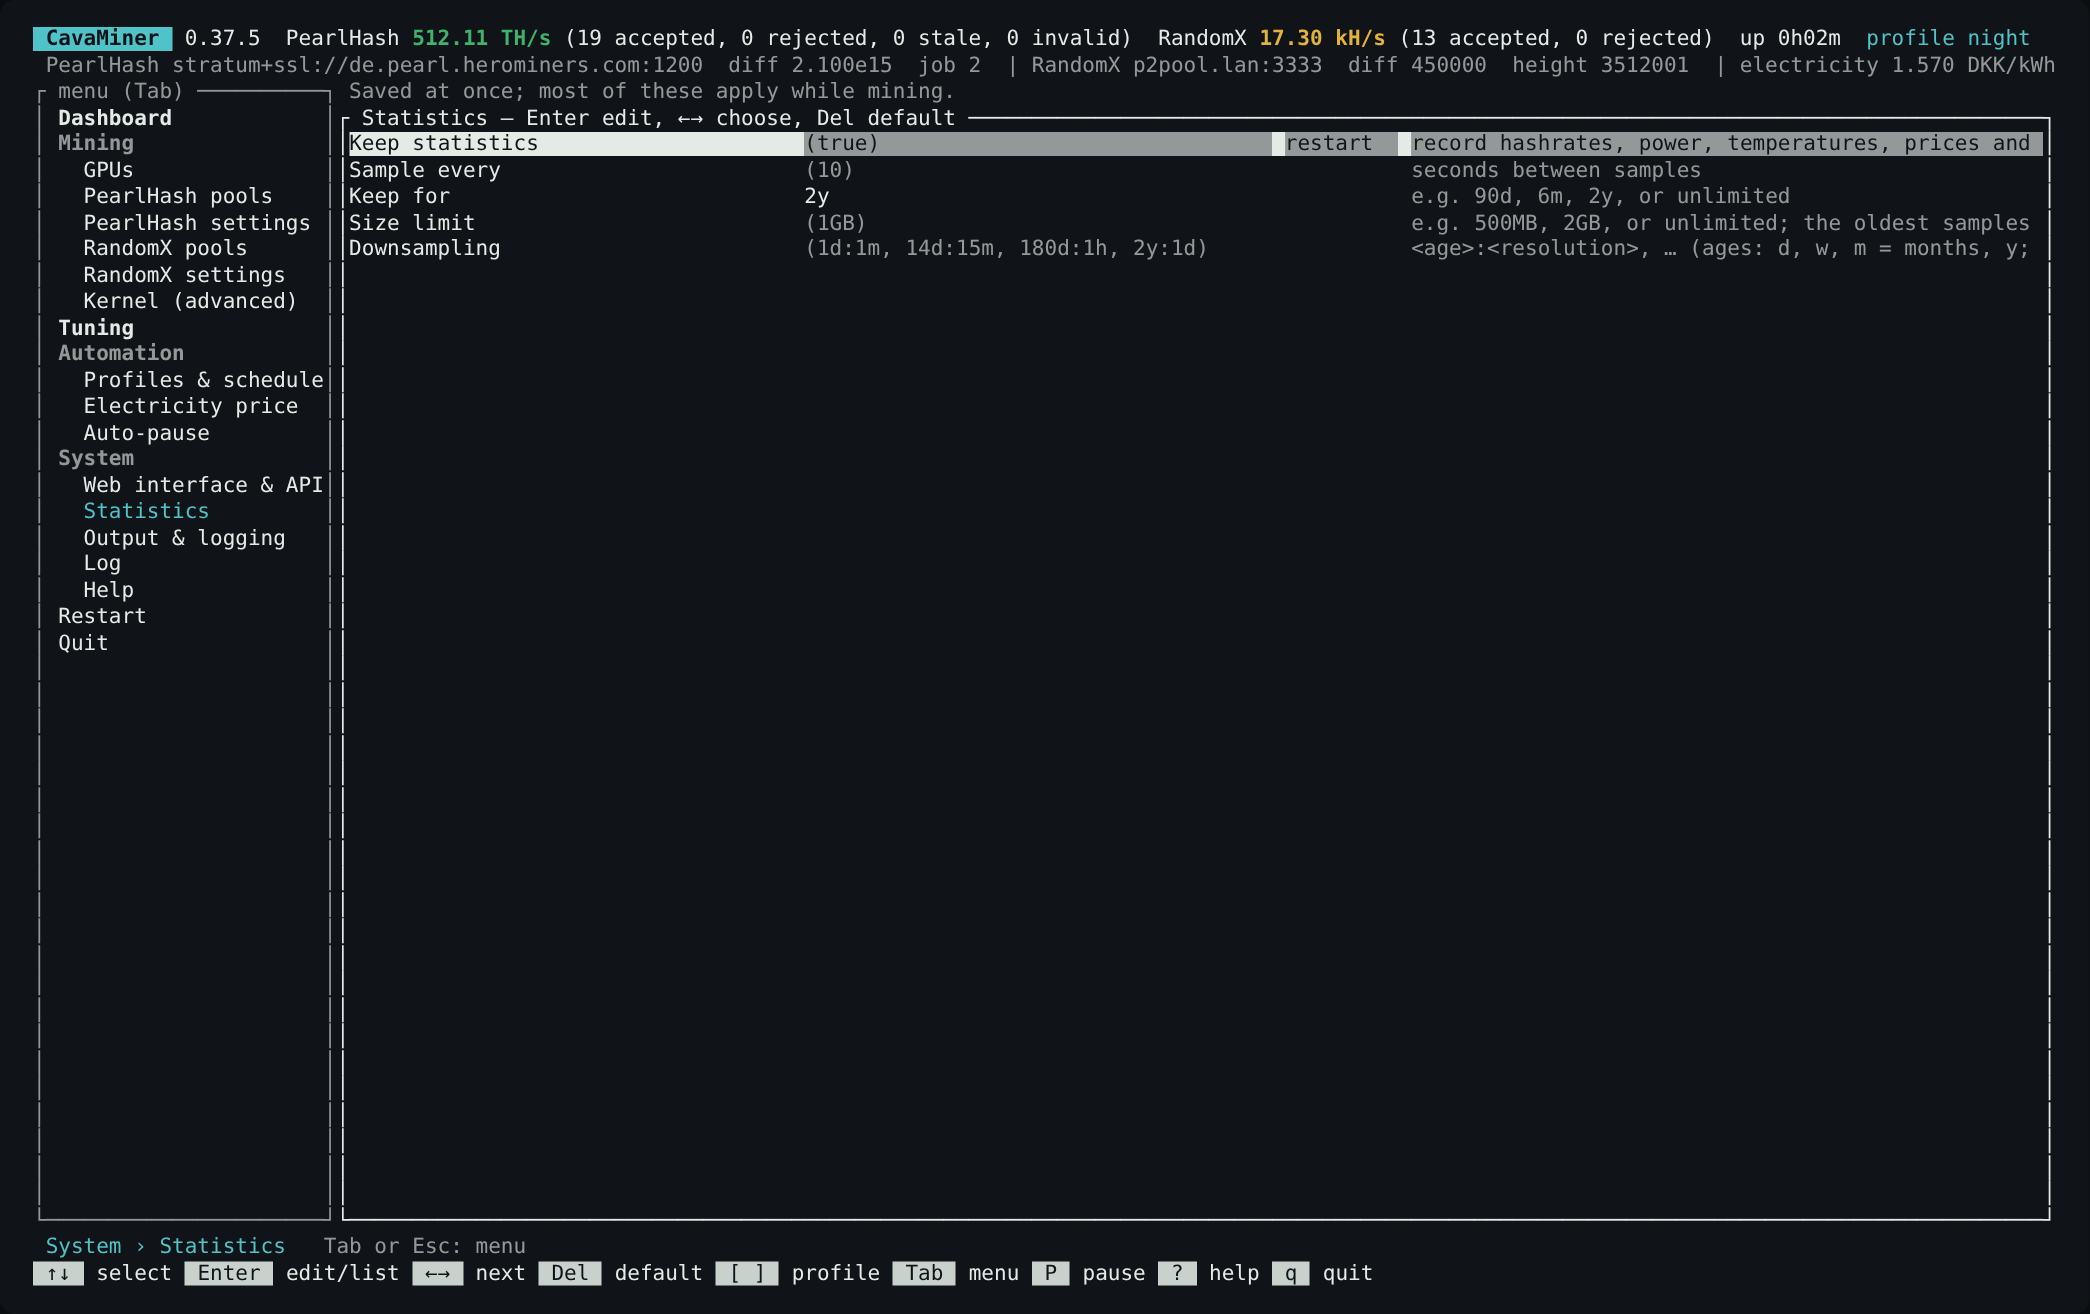 CavaMiner 0.37.5 PearlHash 512.11 TH/s (19 accepted, 0 rejected, 0 stale, 0 invalid) RandomX 17.30 kH/s (13 accepted, 0 rejected) up 0h02m profile night
PearlHash stratum+ssl://de.pearl.herominers.com:1200 diff 2.100e15 job 2 | RandomX p2pool.lan:3333 diff 450000 height 3512001 | electricity 1.570 DKK/kWh
menu (Tab)
Dashboard
Mining
GPUs
PearlHash pools
PearlHash settings
RandomX pools
RandomX settings
Kernel (advanced)
Tuning
Automation
Profiles & schedule
Electricity price
Auto-pause
System
Web interface & API
Statistics
Output & logging
Log
Help
Restart
Quit
Saved at once; most of these apply while mining.
Statistics — Enter edit, ←→ choose, Del default
Keep statistics (true) restart record hashrates, power, temperatures, prices and
Sample every (10) seconds between samples
Keep for 2y e.g. 90d, 6m, 2y, or unlimited
Size limit (1GB) e.g. 500MB, 2GB, or unlimited; the oldest samples
Downsampling (1d:1m, 14d:15m, 180d:1h, 2y:1d) <age>:<resolution>, … (ages: d, w, m = months, y;
System › Statistics Tab or Esc: menu
↑↓ select Enter edit/list ←→ next Del default [ ] profile Tab menu P pause ? help q quit